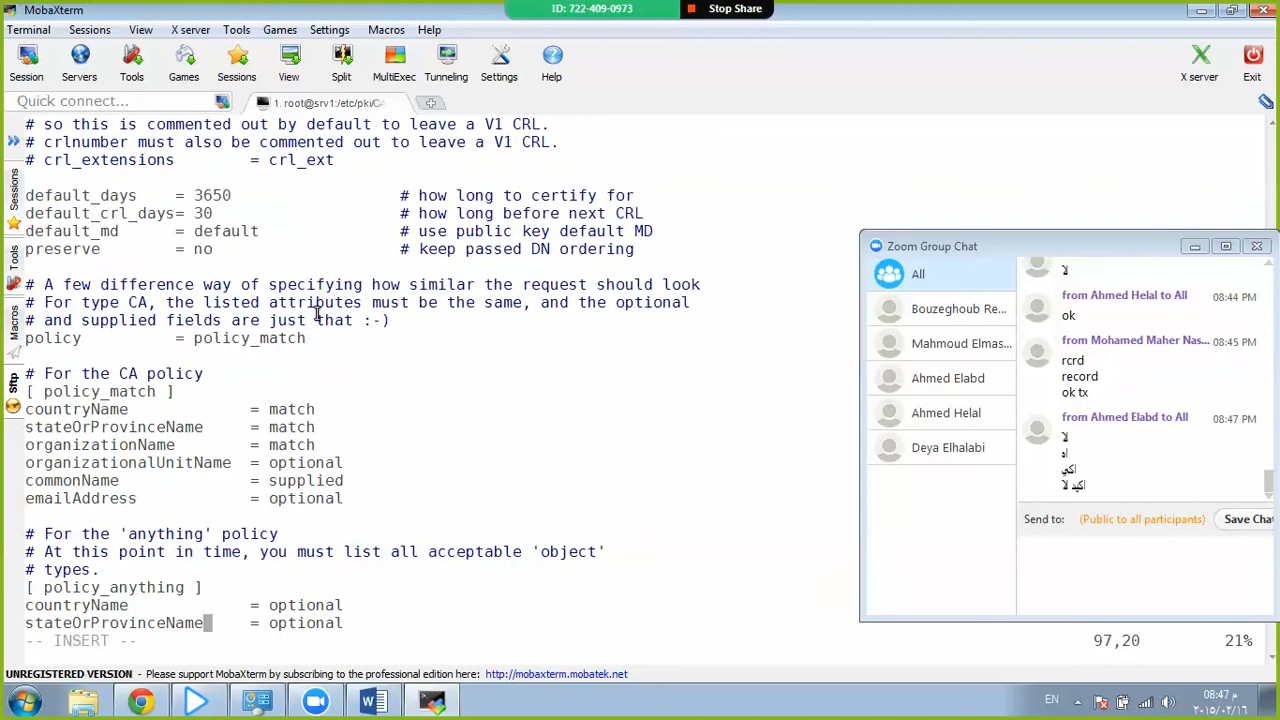 MobaXterm
ID: 722-409-0973
Stop Share
Terminal Sessions View X server Tools Games Settings Macros Help
Session Servers Tools Games Sessions View Split MultiExec Tunneling Settings Help X server Exit
Quick connect...
1. root@srv1:/etc/pki/CA
Sessions
Tools
Macros
Sftp
# so this is commented out by default to leave a V1 CRL.
# crlnumber must also be commented out to leave a V1 CRL.
# crl_extensions = crl_ext
default_days = 3650 # how long to certify for
default_crl_days= 30 # how long before next CRL
default_md = default # use public key default MD
preserve = no # keep passed DN ordering
# A few difference way of specifying how similar the request should look
# For type CA, the listed attributes must be the same, and the optional
# and supplied fields are just that :-)
policy = policy_match
# For the CA policy
[ policy_match ]
countryName = match
stateOrProvinceName = match
organizationName = match
organizationalUnitName = optional
commonName = supplied
emailAddress = optional
# For the 'anything' policy
# At this point in time, you must list all acceptable 'object'
# types.
[ policy_anything ]
countryName = optional
stateOrProvinceName = optional
-- INSERT --
97,20 21%
Zoom Group Chat
All
Bouzeghoub Re...
Mahmoud Elmas...
Ahmed Elabd
Ahmed Helal
Deya Elhalabi
لا
from Ahmed Helal to All 08:44 PM
ok
from Mohamed Maher Nas... 08:45 PM
rcrd
record
ok tx
from Ahmed Elabd to All 08:47 PM
لا
اه
اكي
اكيد لا
Send to: (Public to all participants) Save Chat
UNREGISTERED VERSION - Please support MobaXterm by subscribing to the professional edition here: http://mobaxterm.mobatek.net
EN
08:47 م
٢٠١٥/٠٢/١٦